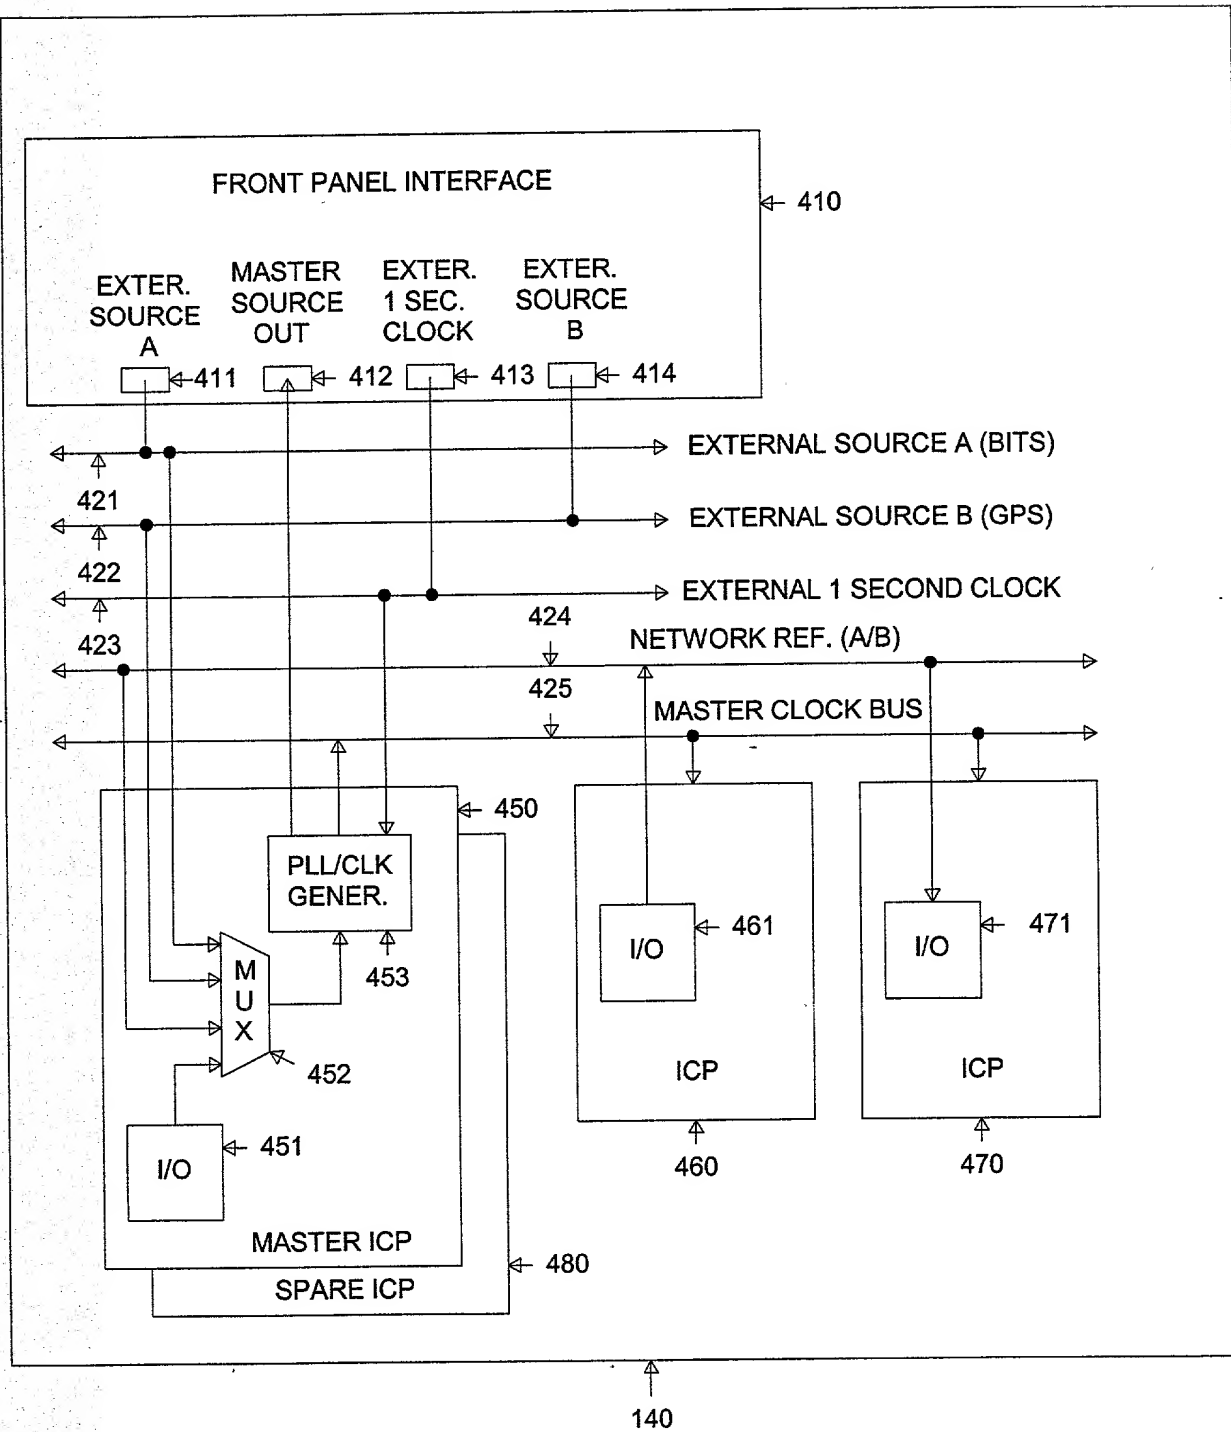 FRONT PANEL INTERFACE
410
EXTER.
SOURCE
A
MASTER
SOURCE
OUT
EXTER.
1 SEC.
CLOCK
EXTER.
SOURCE
B
411
412
413
414
EXTERNAL SOURCE A (BITS)
421
EXTERNAL SOURCE B (GPS)
422
EXTERNAL 1 SECOND CLOCK
423
424
NETWORK REF. (A/B)
425
MASTER CLOCK BUS
450
PLL/CLK
GENER.
453
M
U
X
452
I/O
451
MASTER ICP
SPARE ICP
480
I/O
461
ICP
460
I/O
471
ICP
470
140